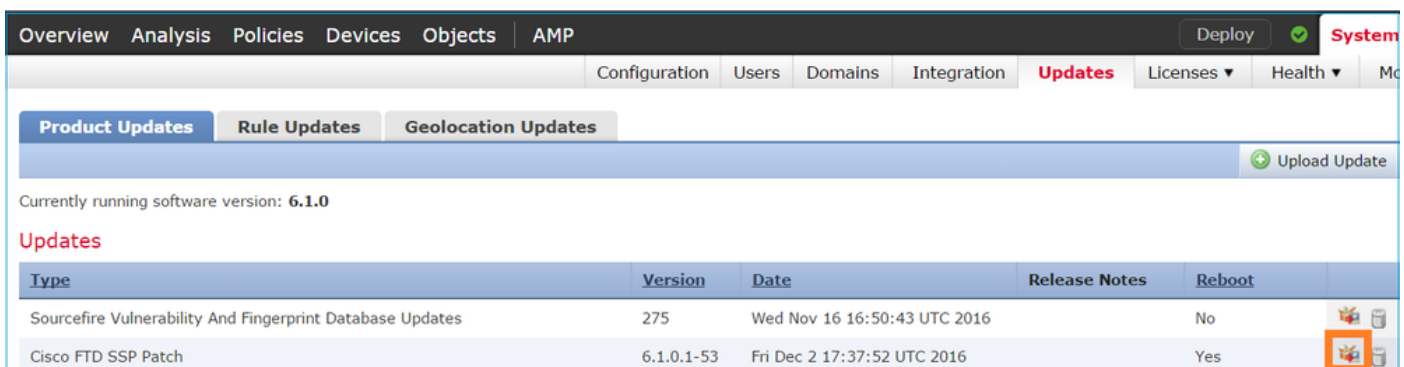 Overview Analysis Policies Devices Objects AMP Deploy System
Configuration Users Domains Integration Updates Licenses ▼ Health ▼ Mo
Product Updates Rule Updates Geolocation Updates
Upload Update
Currently running software version: 6.1.0
Updates
Type Version Date Release Notes Reboot
Sourcefire Vulnerability And Fingerprint Database Updates 275 Wed Nov 16 16:50:43 UTC 2016 No
Cisco FTD SSP Patch 6.1.0.1-53 Fri Dec 2 17:37:52 UTC 2016 Yes